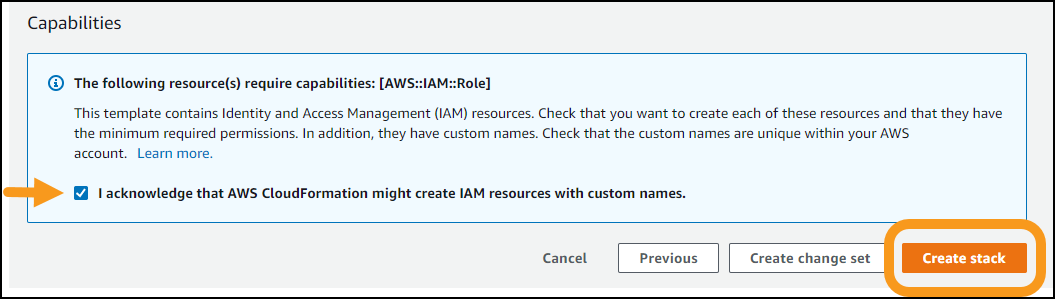 Capabilities
The following resource(s) require capabilities: [AWS::IAM::Role]
This template contains Identity and Access Management (IAM) resources. Check that you want to create each of these resources and that they have
the minimum required permissions. In addition, they have custom names. Check that the custom names are unique within your AWS
account. Learn more.
I acknowledge that AWS CloudFormation might create IAM resources with custom names.
Cancel Previous Create change set Create stack